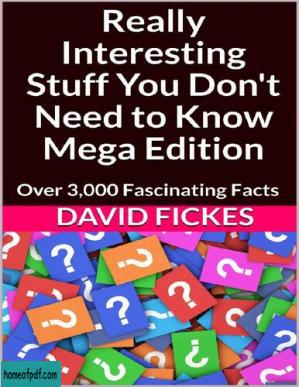 Really
Interesting
Stuff You Don't
Need to Know
Mega Edition
Over 3,000 Fascinating Facts
DAVID FICKES
homeofpdf.com